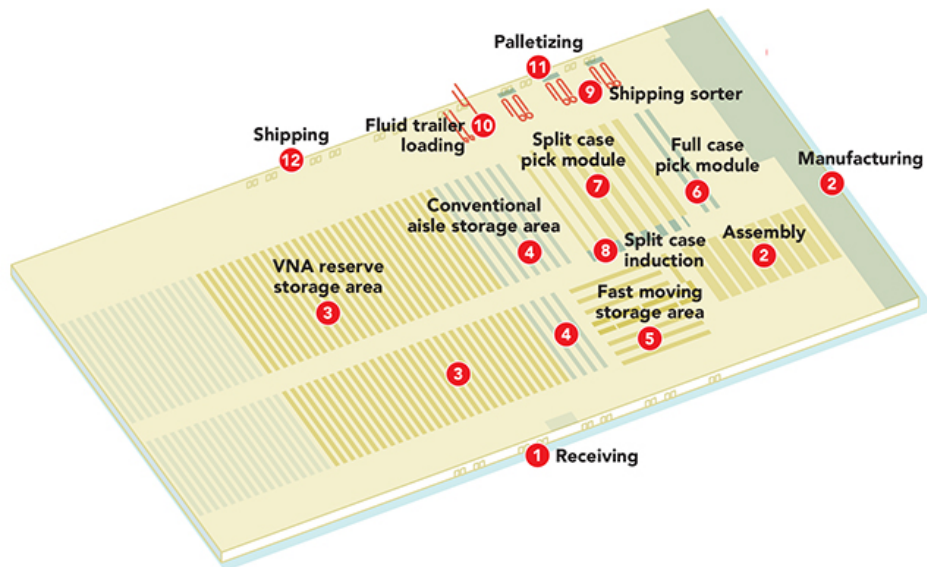 Palletizing
11
9
Shipping sorter
Shipping
12
Fluid trailer
loading
10
Split case
pick module
7
Full case
pick module
6
Manufacturing
2
Conventional
aisle storage area
4
8
Split case
induction
Assembly
2
VNA reserve
storage area
3
Fast moving
storage area
5
4
3
1
Receiving